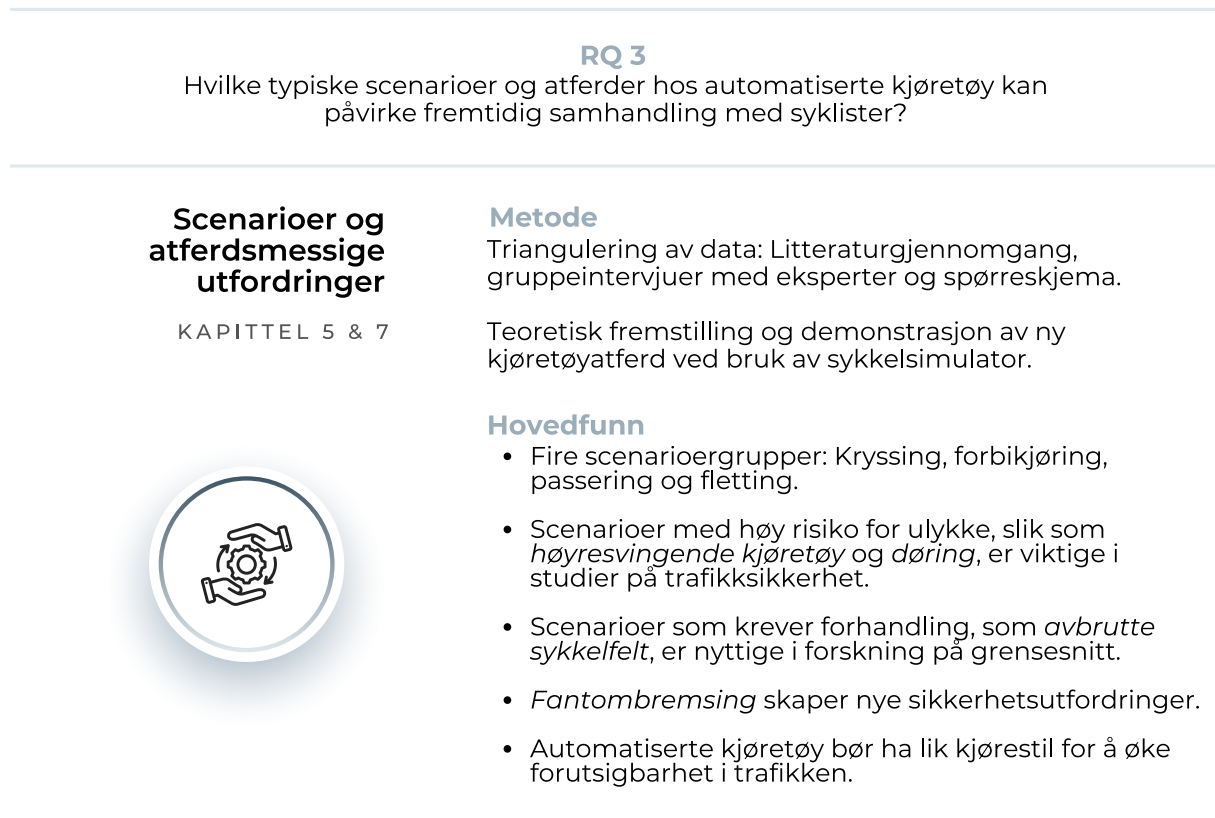 RQ 3
Hvilke typiske scenarioer og atferder hos automatiserte kjøretøy kan
påvirke fremtidig samhandling med syklister?
Scenarioer og
atferdsmessige
utfordringer
KAPITTEL 5 & 7
Metode
Triangulering av data: Litteraturgjennomgang,
gruppeintervjuer med eksperter og spørreskjema.
Teoretisk fremstilling og demonstrasjon av ny
kjøretøyatferd ved bruk av sykkelsimulator.
Hovedfunn
• Fire scenarioergrupper: Kryssing, forbikjøring,
passering og fletting.
• Scenarioer med høy risiko for ulykke, slik som
høyresvingende kjøretøy og døring, er viktige i
studier på trafikksikkerhet.
• Scenarioer som krever forhandling, som avbrutte
sykkelfelt, er nyttige i forskning på grensesnitt.
• Fantombremsing skaper nye sikkerhetsutfordringer.
• Automatiserte kjøretøy bør ha lik kjørestil for å øke
forutsigbarhet i trafikken.